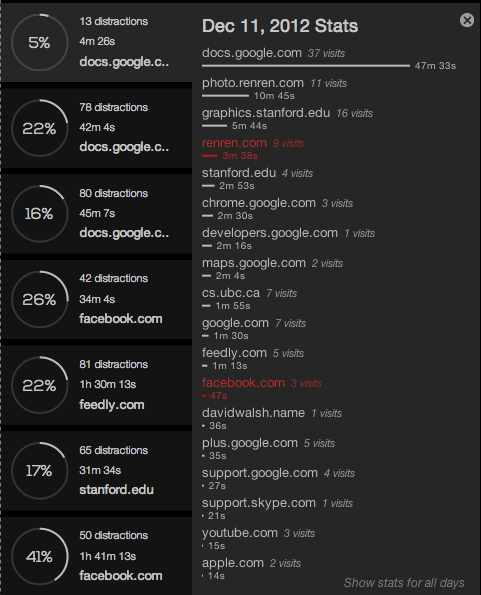 5%
13 distractions
4m 26s
docs.google.c..
22%
78 distractions
42m 4s
docs.google.c..
16%
80 distractions
45m 7s
docs.google.c..
26%
42 distractions
34m 4s
facebook.com
22%
81 distractions
1h 30m 13s
feedly.com
17%
65 distractions
31m 34s
stanford.edu
41%
50 distractions
1h 41m 13s
facebook.com
Dec 11, 2012 Stats
docs.google.com 37 visits
47m 33s
photo.renren.com 11 visits
10m 45s
graphics.stanford.edu 16 visits
5m 44s
renren.com 9 visits
3m 38s
stanford.edu 4 visits
2m 53s
chrome.google.com 3 visits
2m 30s
developers.google.com 1 visits
2m 16s
maps.google.com 2 visits
2m 4s
cs.ubc.ca 7 visits
1m 55s
google.com 7 visits
1m 30s
feedly.com 5 visits
1m 13s
facebook.com 3 visits
47s
davidwalsh.name 1 visits
36s
plus.google.com 5 visits
35s
support.google.com 4 visits
27s
support.skype.com 1 visits
21s
youtube.com 3 visits
15s
apple.com 2 visits
14s
Show stats for all days